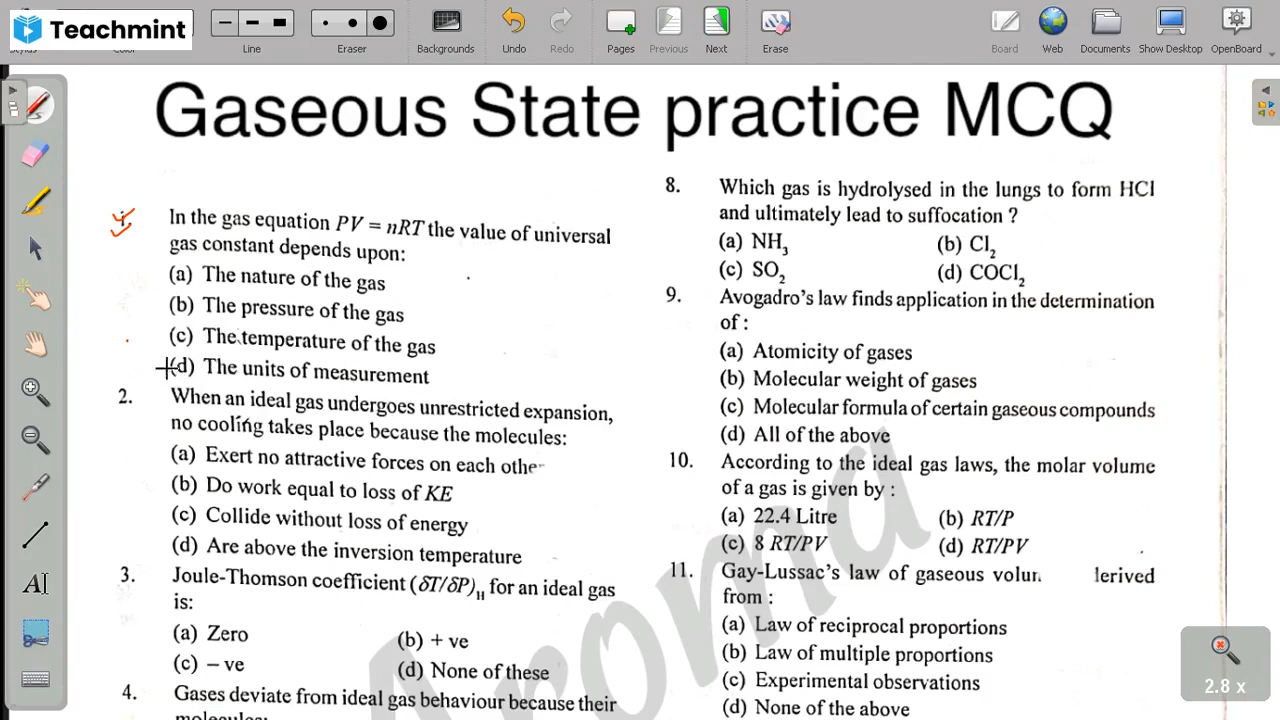 Teachmint
Line
Eraser
Backgrounds
Undo
Redo
Pages
Previous
Next
Erase
Board
Web
Documents
Show Desktop
OpenBoard
Gaseous State practice MCQ
In the gas equation PV = nRT the value of universal
gas constant depends upon:
(a) The nature of the gas
(b) The pressure of the gas
(c) The temperature of the gas
(d) The units of measurement
2. When an ideal gas undergoes unrestricted expansion,
no cooling takes place because the molecules:
(a) Exert no attractive forces on each othe
(b) Do work equal to loss of KE
(c) Collide without loss of energy
(d) Are above the inversion temperature
3. Joule-Thomson coefficient (δT/δP)H for an ideal gas
is:
(a) Zero (b) + ve
(c) – ve (d) None of these
4. Gases deviate from ideal gas behaviour because their
molecules:
8. Which gas is hydrolysed in the lungs to form HCl
and ultimately lead to suffocation ?
(a) NH3 (b) Cl2
(c) SO2 (d) COCl2
9. Avogadro's law finds application in the determination
of :
(a) Atomicity of gases
(b) Molecular weight of gases
(c) Molecular formula of certain gaseous compounds
(d) All of the above
10. According to the ideal gas laws, the molar volume
of a gas is given by :
(a) 22.4 Litre (b) RT/P
(c) 8 RT/PV (d) RT/PV
11. Gay-Lussac's law of gaseous volu derived
from :
(a) Law of reciprocal proportions
(b) Law of multiple proportions
(c) Experimental observations
(d) None of the above
Aroma
2.8 x